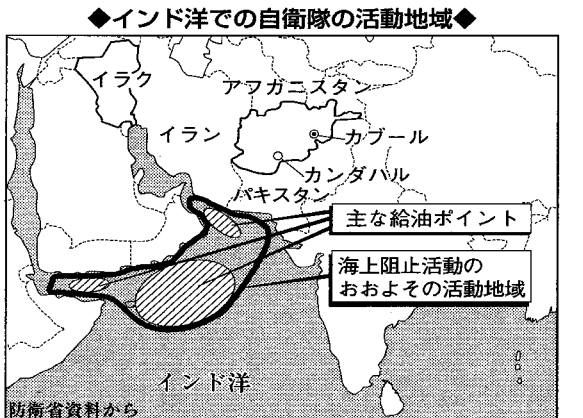 ◆インド洋での自衛隊の活動地域◆
イラク
アフガニスタン
イラン
カブール
カンダハル
パキスタン
主な給油ポイント
海上阻止活動の
おおよその活動地域
インド洋
防衛省資料から